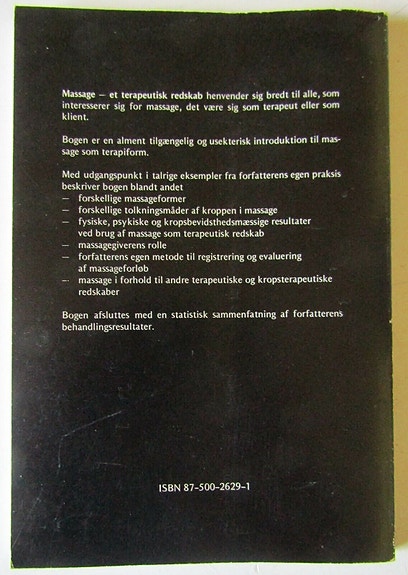 Massage – et terapeutisk redskab henvender sig bredt til alle, som
interesserer sig for massage, det være sig som terapeut eller som
klient.
Bogen er en alment tilgængelig og usekterisk introduktion til mas-
sage som terapiform.
Med udgangspunkt i talrige eksempler fra forfatterens egen praksis
beskriver bogen blandt andet
– forskellige massageformer
– forskellige tolkningsmåder af kroppen i massage
– fysiske, psykiske og kropsbevidsthedsmæssige resultater
ved brug af massage som terapeutisk redskab
– massagegiverens rolle
– forfatterens egen metode til registrering og evaluering
af massageforløb
– massage i forhold til andre terapeutiske og kropsterapeutiske
redskaber
Bogen afsluttes med en statistisk sammenfatning af forfatterens
behandlingsresultater.
ISBN 87-500-2629-1